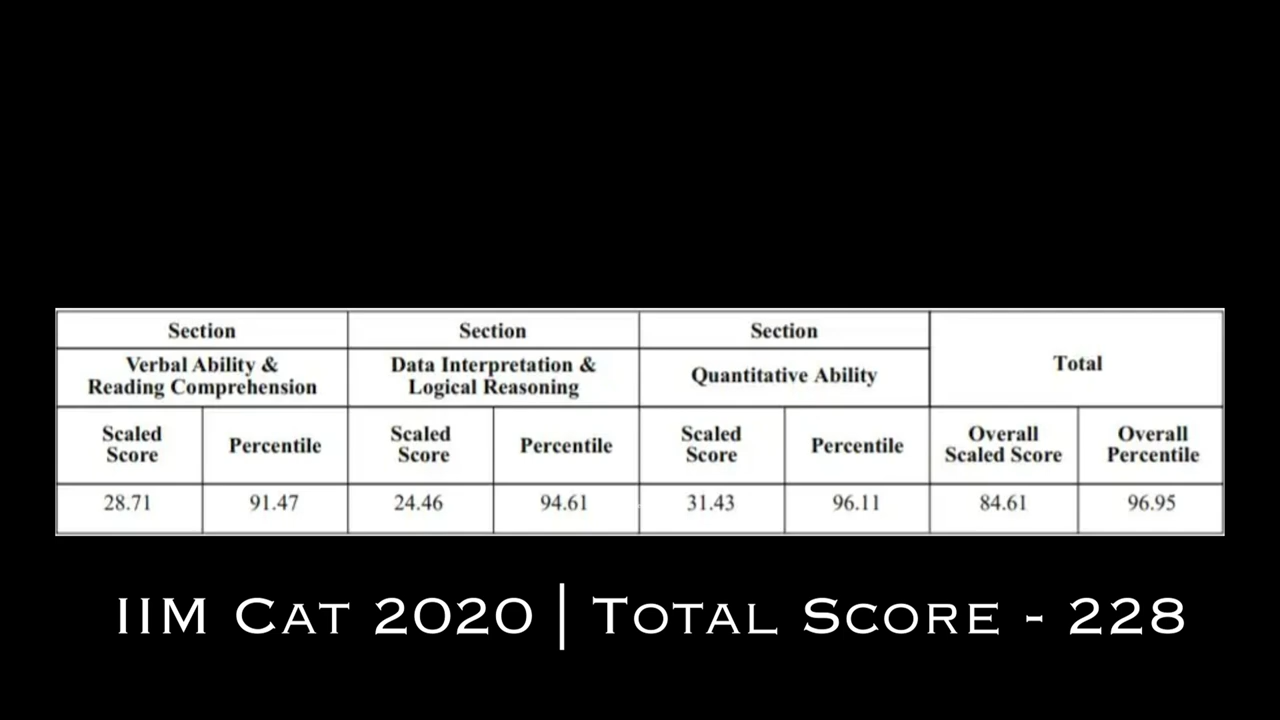 Section Section Section Total
Verbal Ability & Reading Comprehension Data Interpretation & Logical Reasoning Quantitative Ability
Scaled Score Percentile Scaled Score Percentile Scaled Score Percentile Overall Scaled Score Overall Percentile
28.71 91.47 24.46 94.61 31.43 96.11 84.61 96.95
IIM CAT 2020 | TOTAL SCORE - 228